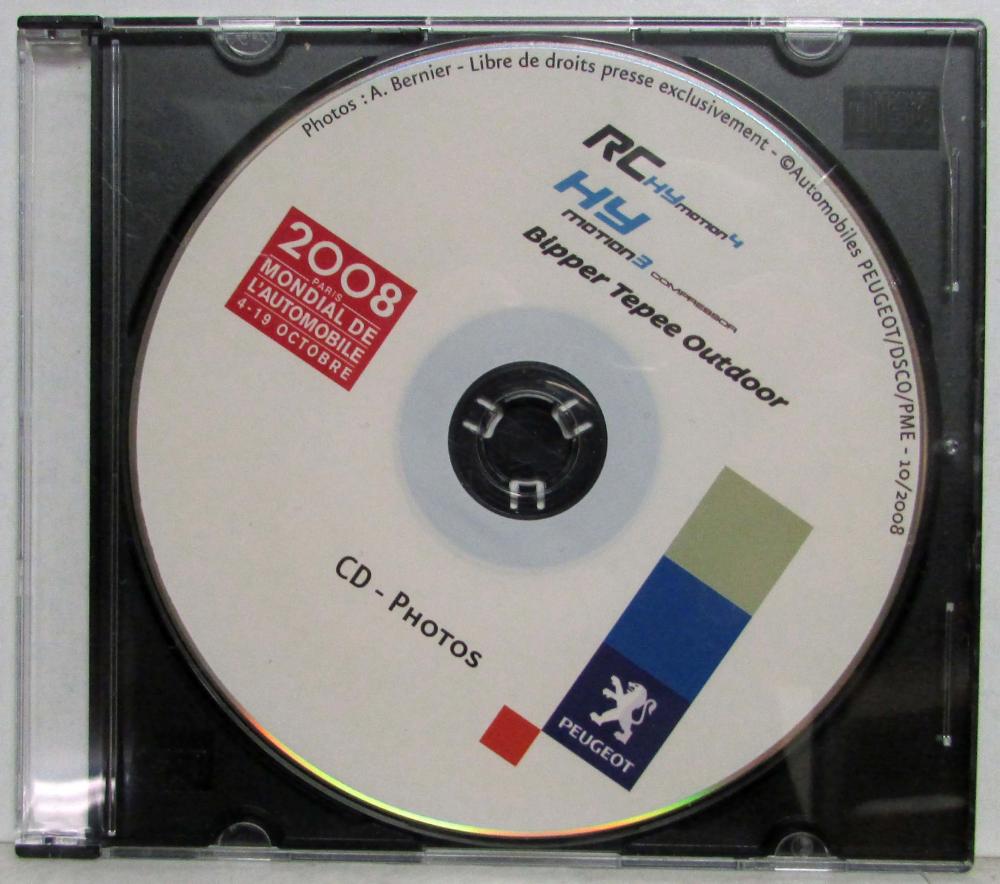 Photos : A. Bernier - Libre de droits presse exclusivement - ©Automobiles PEUGEOT/DSCO/PME - 10/2008
RC HYmotion4
HY
motion3 COMPRESSOR
Bipper Tepee Outdoor
2008
PARIS
MONDIAL DE
L'AUTOMOBILE
4-19 OCTOBRE
CD - PHOTOS
PEUGEOT